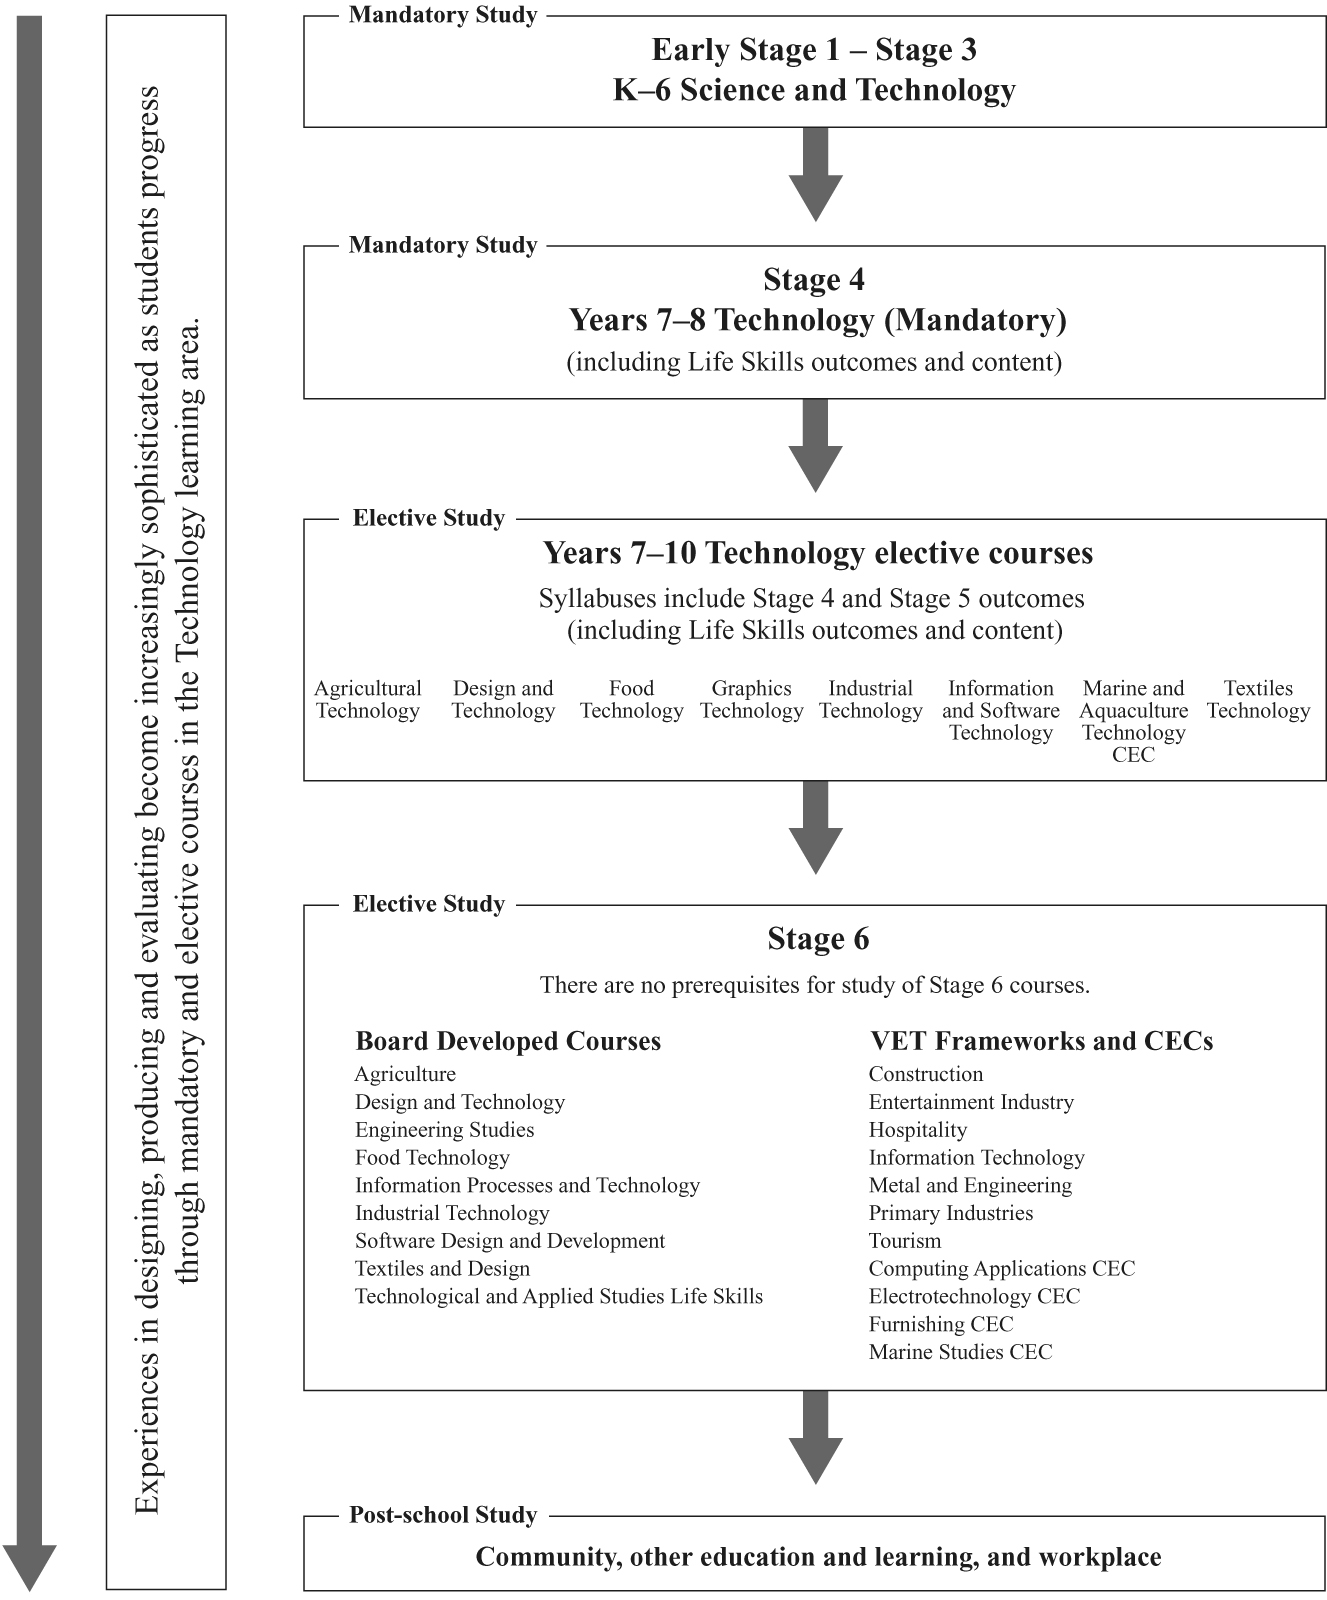 Experiences in designing, producing and evaluating become increasingly sophisticated as students progress
through mandatory and elective courses in the Technology learning area.
Mandatory Study
Early Stage 1 – Stage 3
K–6 Science and Technology
Mandatory Study
Stage 4
Years 7–8 Technology (Mandatory)
(including Life Skills outcomes and content)
Elective Study
Years 7–10 Technology elective courses
Syllabuses include Stage 4 and Stage 5 outcomes
(including Life Skills outcomes and content)
Agricultural
Technology
Design and
Technology
Food
Technology
Graphics
Technology
Industrial
Technology
Information
and Software
Technology
Marine and
Aquaculture
Technology
CEC
Textiles
Technology
Elective Study
Stage 6
There are no prerequisites for study of Stage 6 courses.
Board Developed Courses
Agriculture
Design and Technology
Engineering Studies
Food Technology
Information Processes and Technology
Industrial Technology
Software Design and Development
Textiles and Design
Technological and Applied Studies Life Skills
VET Frameworks and CECs
Construction
Entertainment Industry
Hospitality
Information Technology
Metal and Engineering
Primary Industries
Tourism
Computing Applications CEC
Electrotechnology CEC
Furnishing CEC
Marine Studies CEC
Post-school Study
Community, other education and learning, and workplace